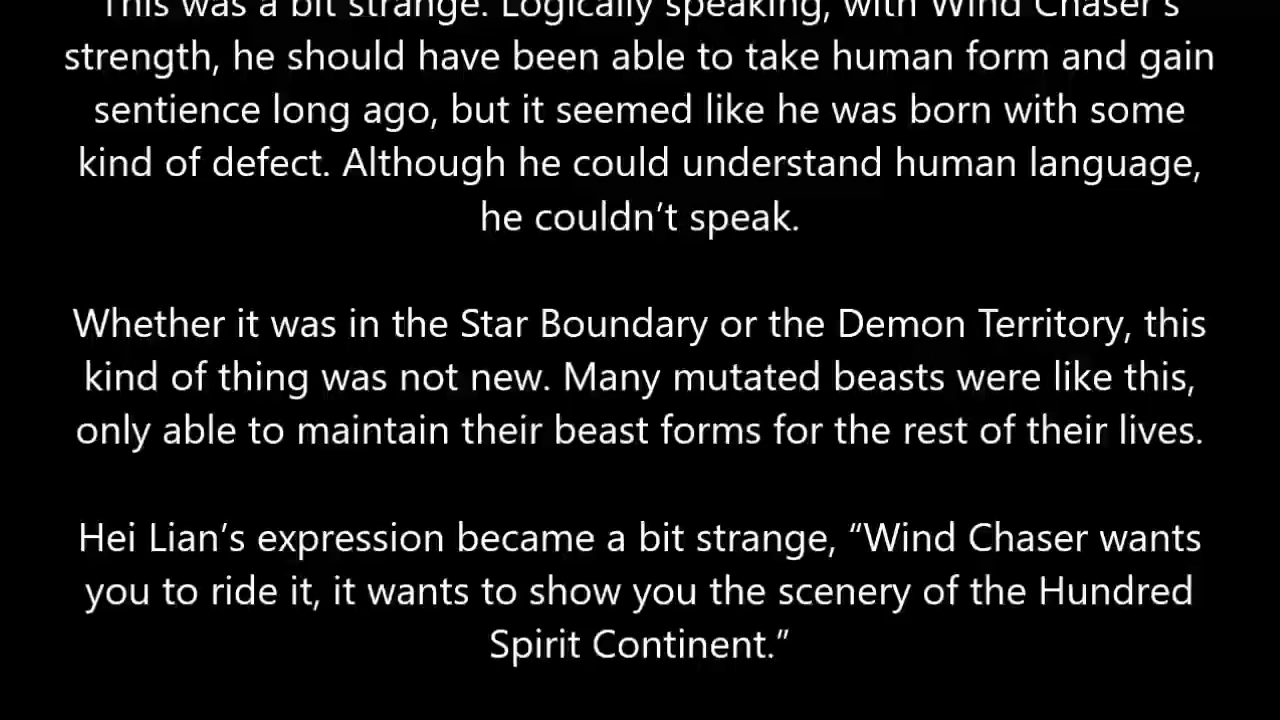 This was a bit strange. Logically speaking, with Wind Chaser’s
strength, he should have been able to take human form and gain
sentience long ago, but it seemed like he was born with some
kind of defect. Although he could understand human language,
he couldn’t speak.
Whether it was in the Star Boundary or the Demon Territory, this
kind of thing was not new. Many mutated beasts were like this,
only able to maintain their beast forms for the rest of their lives.
Hei Lian’s expression became a bit strange, “Wind Chaser wants
you to ride it, it wants to show you the scenery of the Hundred
Spirit Continent.”